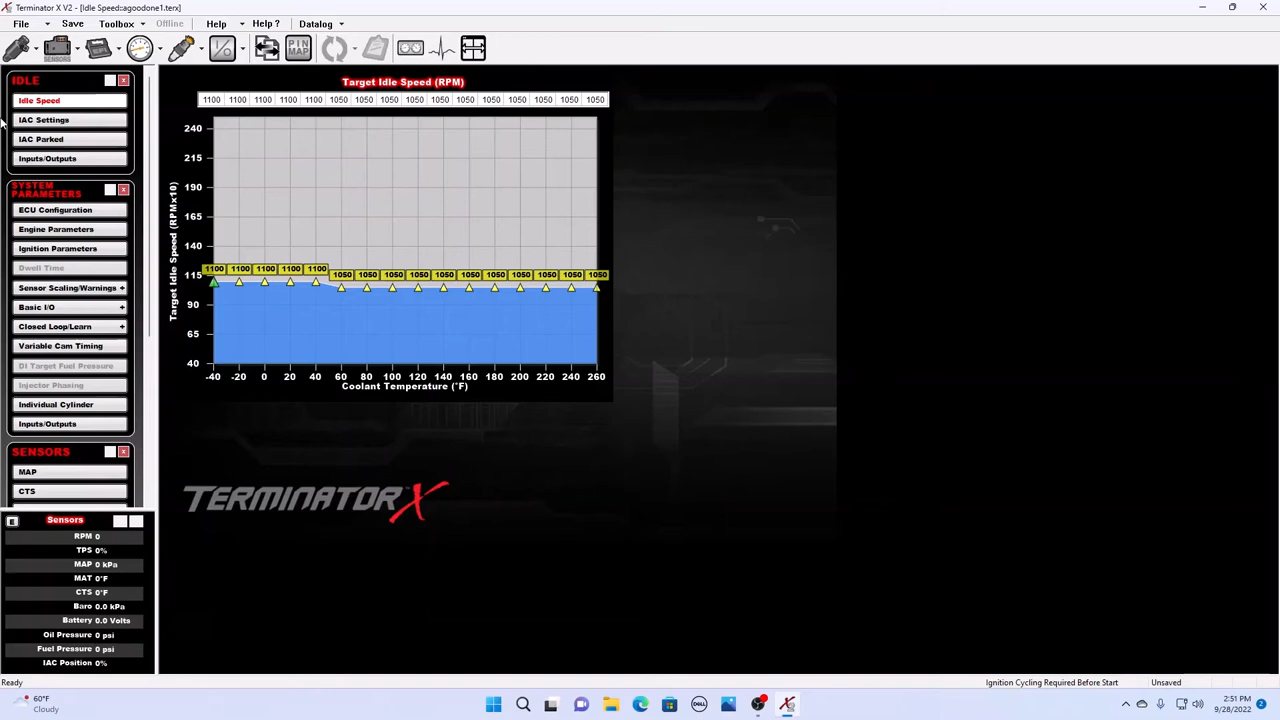 Terminator X V2 - [Idle Speed::agoodone1.terx]
File Save Toolbox Offline Help Help ? Datalog
SENSORS I/O PIN MAP
IDLE
Idle Speed
IAC Settings
IAC Parked
Inputs/Outputs
SYSTEM PARAMETERS
ECU Configuration
Engine Parameters
Ignition Parameters
Dwell Time
Sensor Scaling/Warnings +
Basic I/O +
Closed Loop/Learn +
Variable Cam Timing
DI Target Fuel Pressure
Injector Phasing
Individual Cylinder
Inputs/Outputs
SENSORS
MAP
CTS
E Sensors
RPM 0
TPS 0%
MAP 0 kPa
MAT 0°F
CTS 0°F
Baro 0.0 kPa
Battery 0.0 Volts
Oil Pressure 0 psi
Fuel Pressure 0 psi
IAC Position 0%
Target Idle Speed (RPM)
1100 1100 1100 1100 1100 1050 1050 1050 1050 1050 1050 1050 1050 1050 1050 1050
Target Idle Speed (RPMx10)
240
215
190
165
140
115
90
65
40
1100 1100 1100 1100 1100 1050 1050 1050 1050 1050 1050 1050 1050 1050 1050 1050
-40 -20 0 20 40 60 80 100 120 140 160 180 200 220 240 260
Coolant Temperature (°F)
TERMINATOR X
Ready Ignition Cycling Required Before Start Unsaved
60°F
Cloudy
DELL
2:51 PM
9/28/2022
2